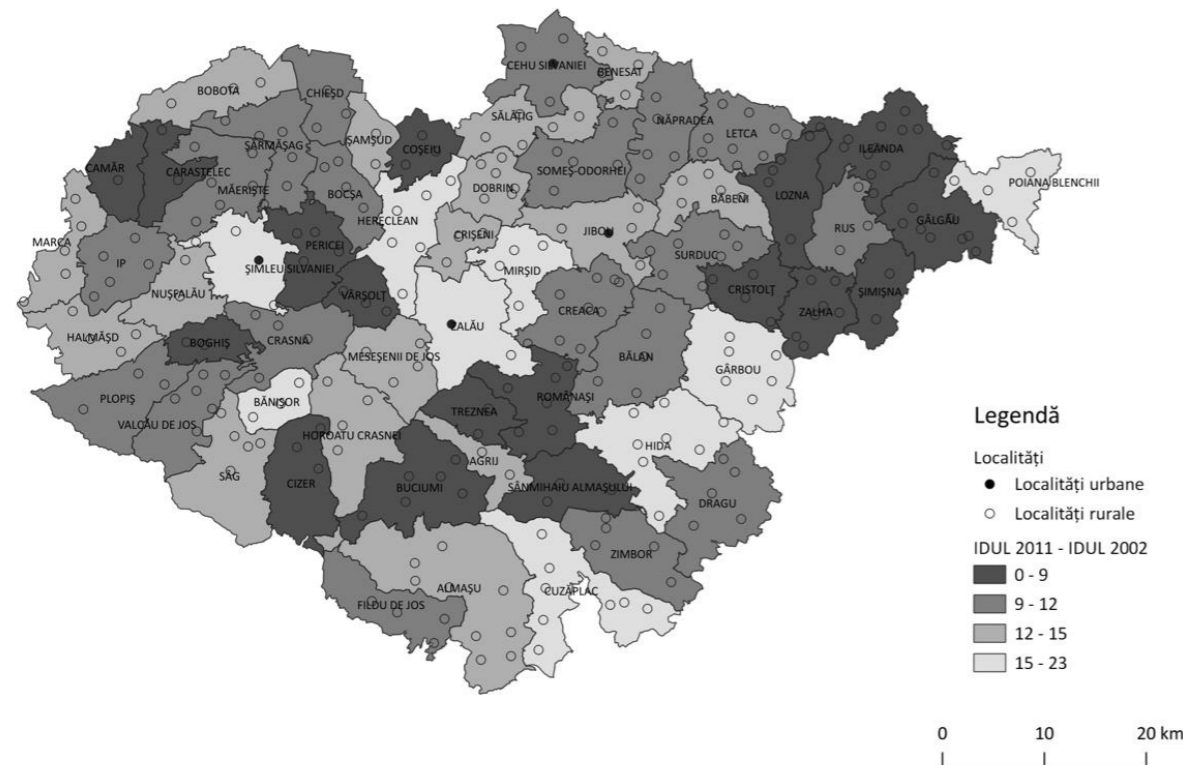 CEHU SILVANIEI
BENESAT
BOBOTA
CHIEȘD
SĂLĂȚIG
NĂPRADEA
LETCA
ILEANDA
ȘAMȘUD
COȘEIU
SĂRMĂȘAG
CAMĂR
CARASTELEC
SOMEȘ-ODORHEI
POIANA BLENCHII
MĂERIȘTE
BOCȘA
DOBRIN
BĂBENI
LOZNA
HERECLEAN
GÂLGĂU
RUS
MARCA
PERICEI
CRIȘENI
JIBOU
SURDUC
IP
ȘIMLEU SILVANIEI
MIRȘID
NUȘFALĂU
VÂRȘOLȚ
CRISTOLȚ
ȘIMIȘNA
CREACA
ZALHA
ZALĂU
HALMĂȘD
BOGHIȘ
CRASNA
MESEȘENII DE JOS
BĂLAN
GÂRBOU
PLOPIȘ
BĂNIȘOR
TREZNEA
ROMÂNAȘI
VALCĂU DE JOS
Legendă
HOROATU CRASNEI
HIDA
Localități
AGRIJ
SÂG
CIZER
BUCIUMI
SÂNMIHAIU ALMAȘULUI
Localități urbane
DRAGU
Localități rurale
ZIMBOR
IDUL 2011 - IDUL 2002
0 - 9
ALMAȘU
CUZĂPLAC
9 - 12
FILDU DE JOS
12 - 15
15 - 23
0 10 20 km